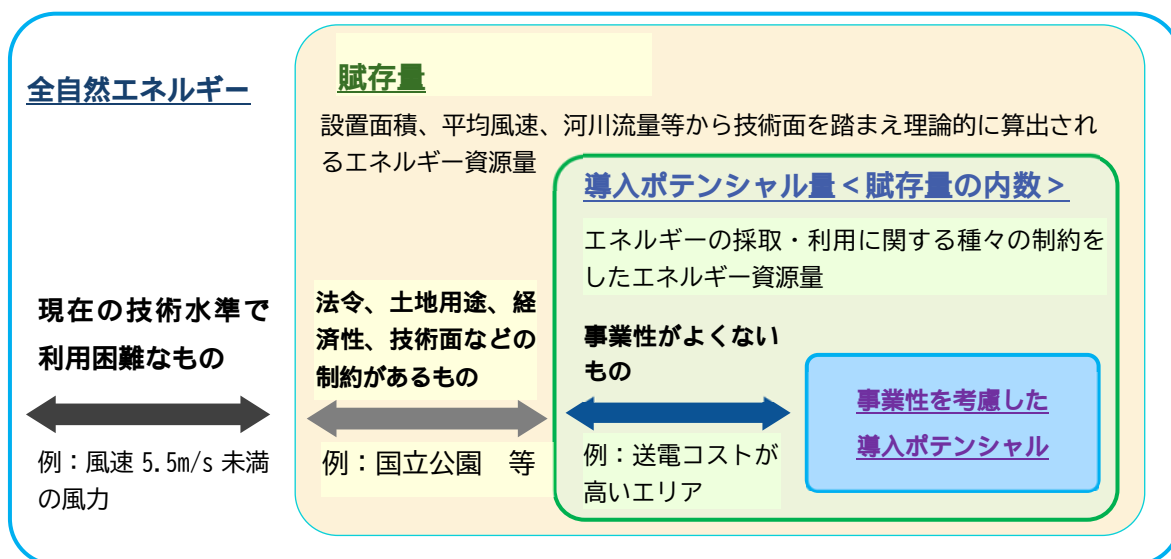 全自然エネルギー
賦存量
設置面積、平均風速、河川流量等から技術面を踏まえ理論的に算出され
るエネルギー資源量
導入ポテンシャル量＜賦存量の内数＞
エネルギーの採取・利用に関する種々の制約を
したエネルギー資源量
現在の技術水準で
利用困難なもの
例：風速 5.5m/s 未満
の風力
法令、土地用途、経
済性、技術面などの
制約があるもの
例：国立公園　等
事業性がよくない
もの
例：送電コストが
高いエリア
事業性を考慮した
導入ポテンシャル